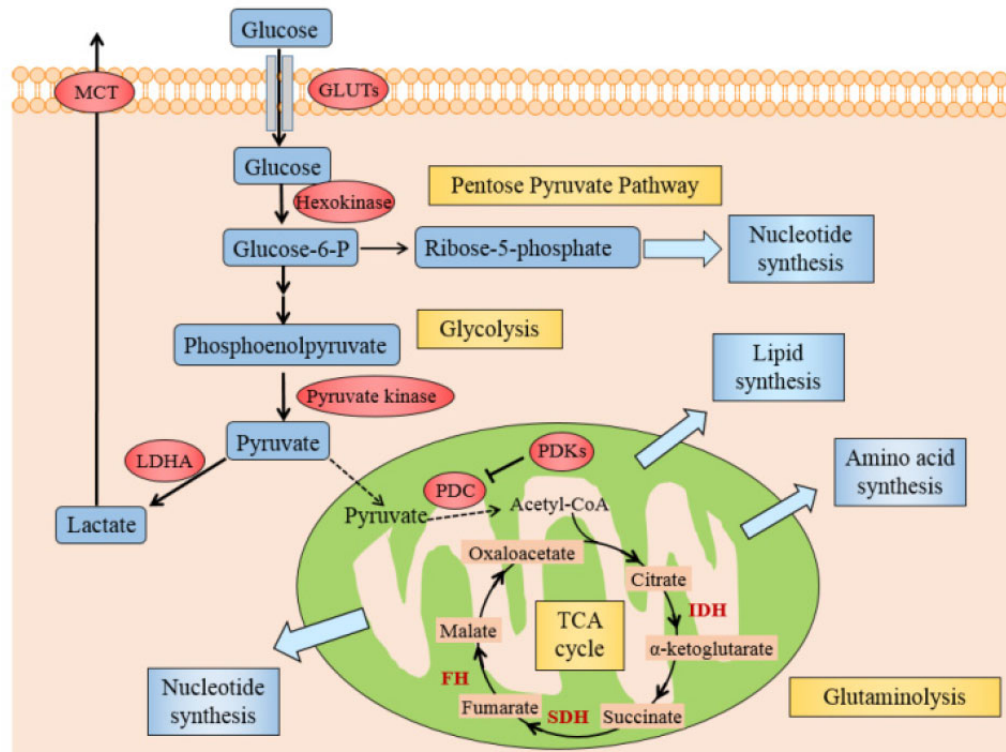 Glucose
MCT
GLUTs
Glucose
Hexokinase
Pentose Pyruvate Pathway
Glucose-6-P
Ribose-5-phosphate
Nucleotide
synthesis
Glycolysis
Phosphoenolpyruvate
Lipid
synthesis
Pyruvate kinase
Pyruvate
LDHA
PDKs
Amino acid
synthesis
PDC
Lactate
Pyruvate
Acetyl-CoA
Oxaloacetate
Citrate
IDH
TCA
cycle
Malate
α-ketoglutarate
FH
Fumarate
SDH
Succinate
Nucleotide
synthesis
Glutaminolysis